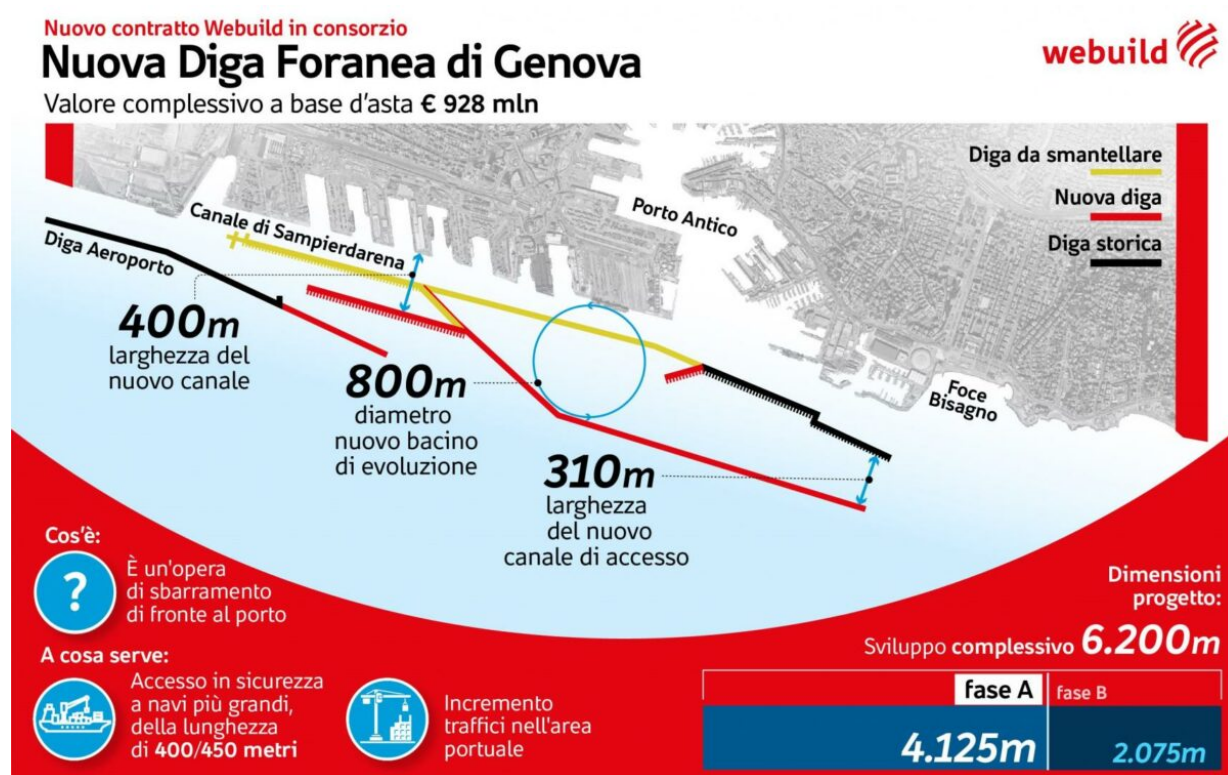 Nuovo contratto Webuild in consorzio
Nuova Diga Foranea di Genova
Valore complessivo a base d'asta € 928 mln
webuild
Diga da smantellare
Nuova diga
Diga storica
Porto Antico
Canale di Sampierdarena
Diga Aeroporto
Foce
Bisagno
400m
larghezza del
nuovo canale
800m
diametro
nuovo bacino
di evoluzione
310m
larghezza
del nuovo
canale di accesso
Cos'è:
?
È un'opera
di sbarramento
di fronte al porto
A cosa serve:
Accesso in sicurezza
a navi più grandi,
della lunghezza
di 400/450 metri
Incremento
traffici nell'area
portuale
Dimensioni
progetto:
Sviluppo complessivo 6.200m
fase A
fase B
4.125m
2.075m